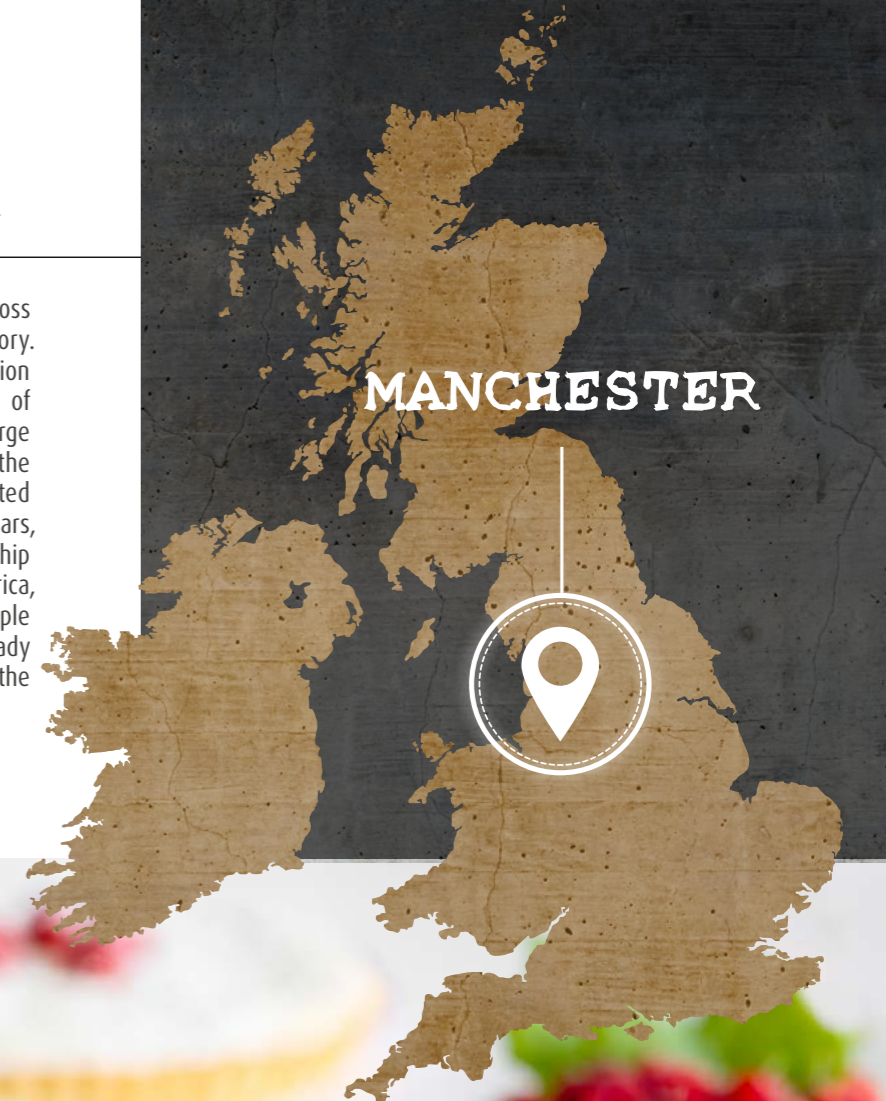 oss
ory.
ion
of
rge
the
ted
ars,
hip
rica,
ple
ady
the
MANCHESTER